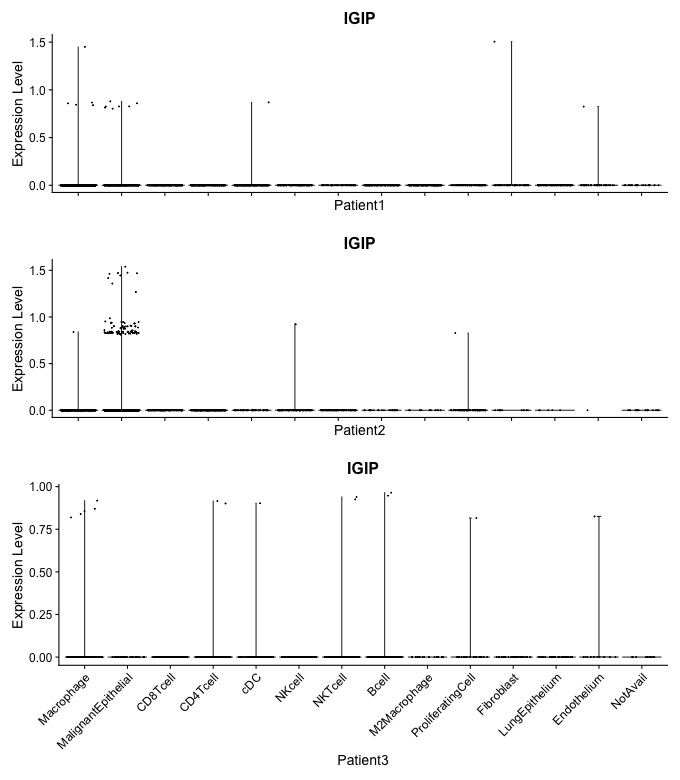 IGIP
Expression Level
1.5
1.0
0.5
0.0
Patient1
IGIP
Expression Level
1.5
1.0
0.5
0.0
Patient2
IGIP
Expression Level
1.00
0.75
0.50
0.25
0.00
Macrophage
MalignantEpithelial
CD8Tcell
CD4Tcell
cDC
NKcell
NKTcell
Bcell
M2Macrophage
ProliferatingCell
Fibroblast
LungEpithelium
Endothelium
NotAvail
Patient3